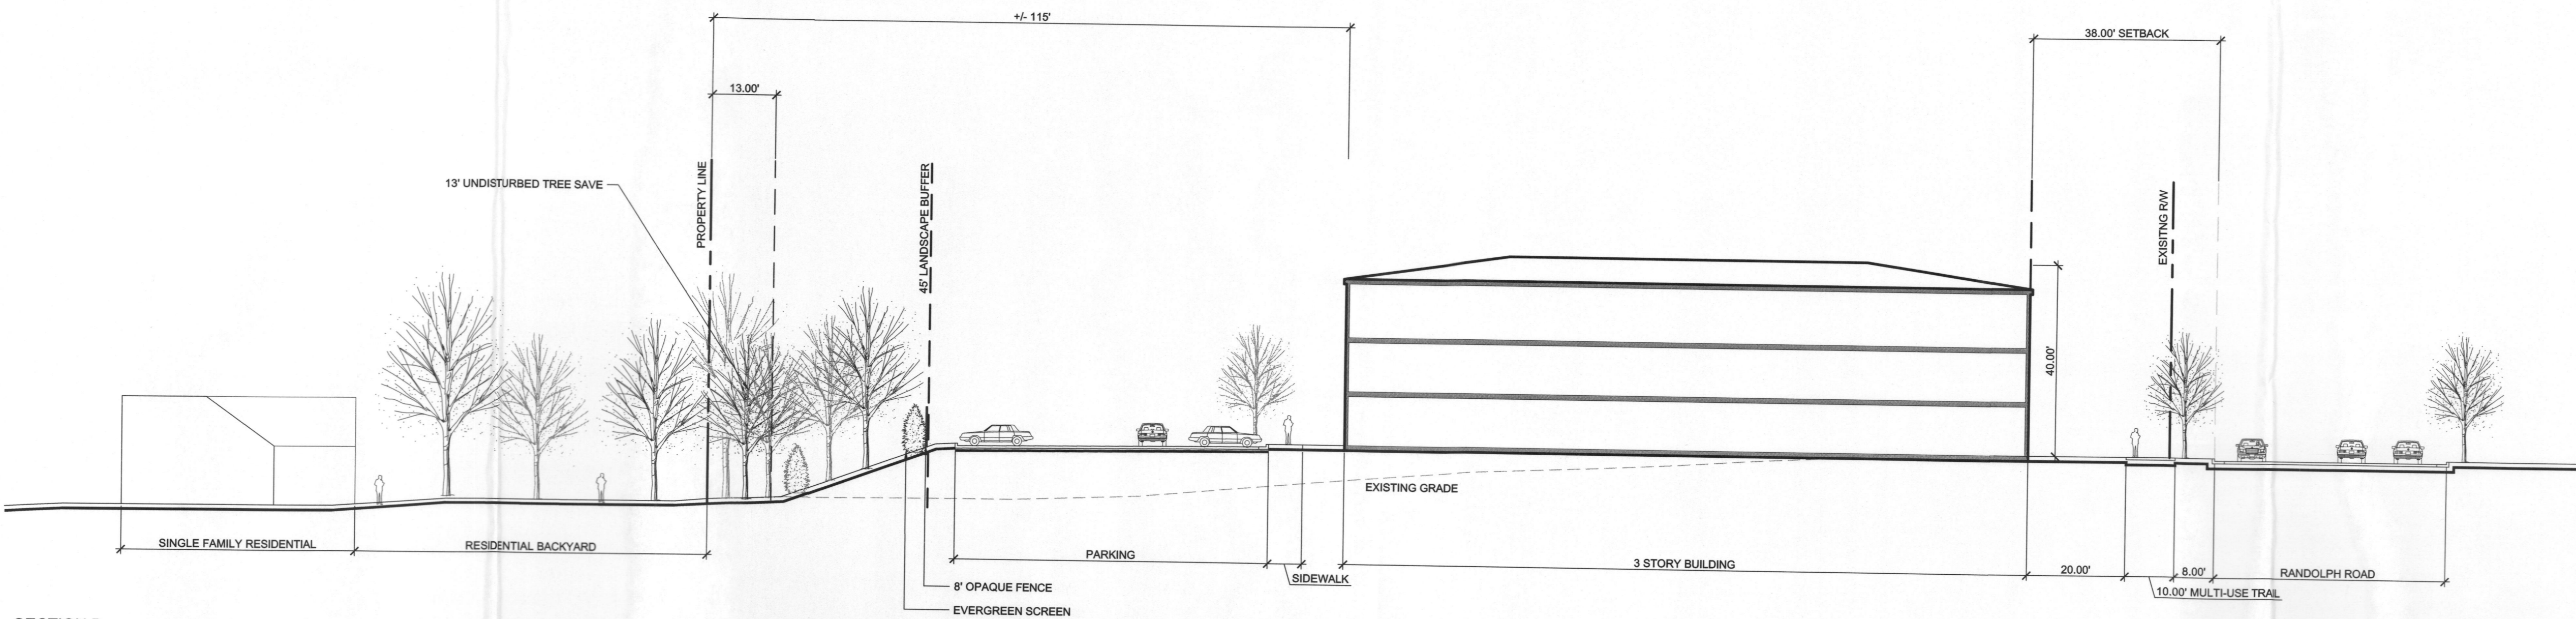 +/- 115'
38.00' SETBACK
13.00'
13' UNDISTURBED TREE SAVE
PROPERTY LINE
45' LANDSCAPE BUFFER
EXISITNG R/W
40.00'
EXISTING GRADE
SINGLE FAMILY RESIDENTIAL
RESIDENTIAL BACKYARD
PARKING
SIDEWALK
3 STORY BUILDING
20.00'
8.00'
RANDOLPH ROAD
10.00' MULTI-USE TRAIL
8' OPAQUE FENCE
EVERGREEN SCREEN